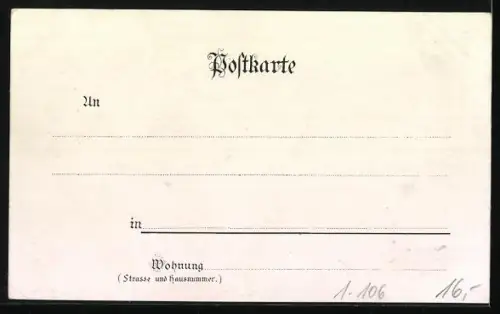 Postkarte
An
in
Wohnung
(Strasse und Hausnummer.)
1-106 16,-